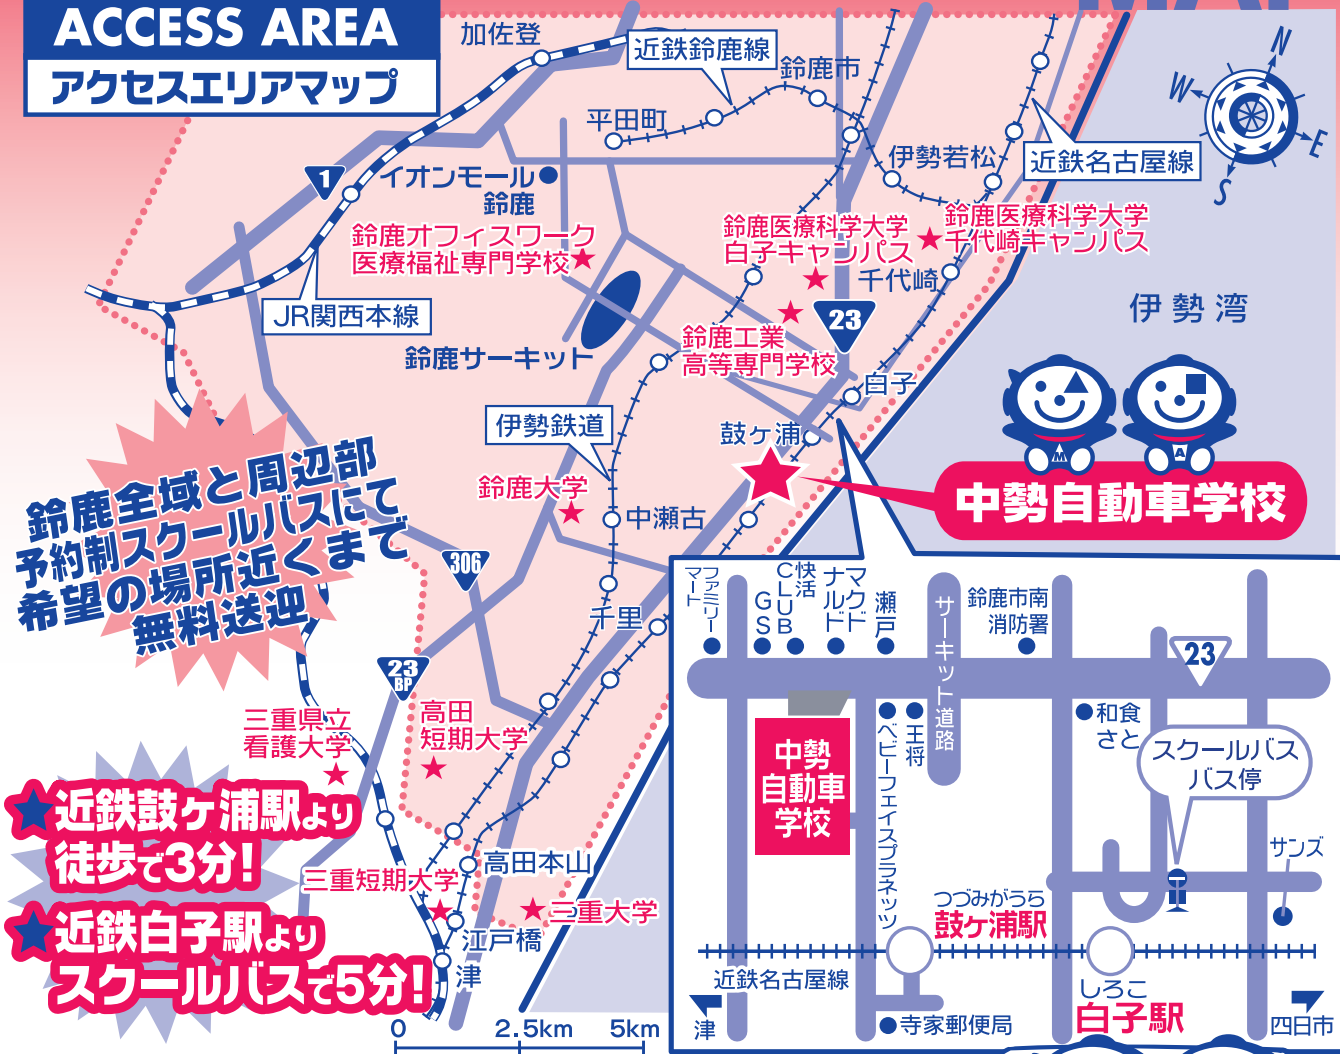 ACCESS AREA
アクセスエリアマップ
加佐登
近鉄鈴鹿線
鈴鹿市
平田町
伊勢若松
近鉄名古屋線
N
W
E
S
1
イオンモール
鈴鹿
鈴鹿オフィスワーク
医療福祉専門学校
鈴鹿医療科学大学
白子キャンパス
鈴鹿医療科学大学
千代崎キャンパス
千代崎
JR関西本線
伊勢湾
23
鈴鹿サーキット
鈴鹿工業
高等専門学校
白子
伊勢鉄道
鼓ヶ浦
M
A
中勢自動車学校
鈴鹿大学
中瀬古
鈴鹿全域と周辺部
予約制スクールバスにて
希望の場所近くまで
無料送迎
306
千里
23
BP
高田
短期大学
三重県立
看護大学
近鉄鼓ヶ浦駅より
徒歩で3分!
近鉄白子駅より
スクールバスで5分!
高田本山
三重短期大学
三重大学
江戸橋
津
0
2.5km
5km
ファミリー
マート
GS
快活
CLUB
マクド
ナルド
瀬戸
サーキット道路
鈴鹿市南
消防署
23
中勢
自動車
学校
ベビーフェイスプラネッツ
王将
和食
さと
スクールバス
バス停
サンズ
つづみがうら
鼓ヶ浦駅
近鉄名古屋線
津
寺家郵便局
しろこ
白子駅
四日市